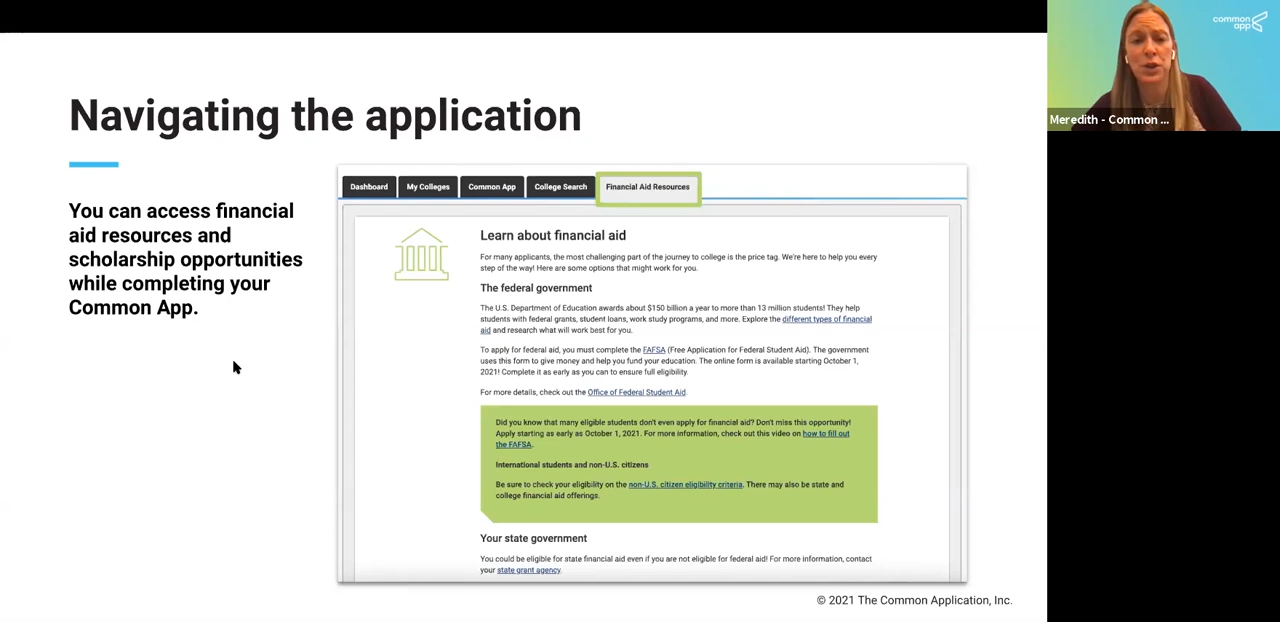 Navigating the application
You can access financial
aid resources and
scholarship opportunities
while completing your
Common App.
Dashboard
My Colleges
Common App
College Search
Financial Aid Resources
Learn about financial aid
For many applicants, the most challenging part of the journey to college is the price tag. We're here to help you every
step of the way! Here are some options that might work for you.
The federal government
The U.S. Department of Education awards about $150 billion a year to more than 13 million students! They help
students with federal grants, student loans, work study programs, and more. Explore the different types of financial
aid and research what will work best for you.
To apply for federal aid, you must complete the FAFSA (Free Application for Federal Student Aid). The government
uses this form to give money and help you fund your education. The online form is available starting October 1,
2021! Complete it as early as you can to ensure full eligibility.
For more details, check out the Office of Federal Student Aid.
Did you know that many eligible students don't even apply for financial aid? Don't miss this opportunity!
Apply starting as early as October 1, 2021. For more information, check out this video on how to fill out
the FAFSA.
International students and non-U.S. citizens
Be sure to check your eligibility on the non-U.S. citizen eligibility criteria. There may also be state and
college financial aid offerings.
Your state government
You could be eligible for state financial aid even if you are not eligible for federal aid! For more information, contact
your state grant agency.
© 2021 The Common Application, Inc.
common
app
Meredith - Common ...